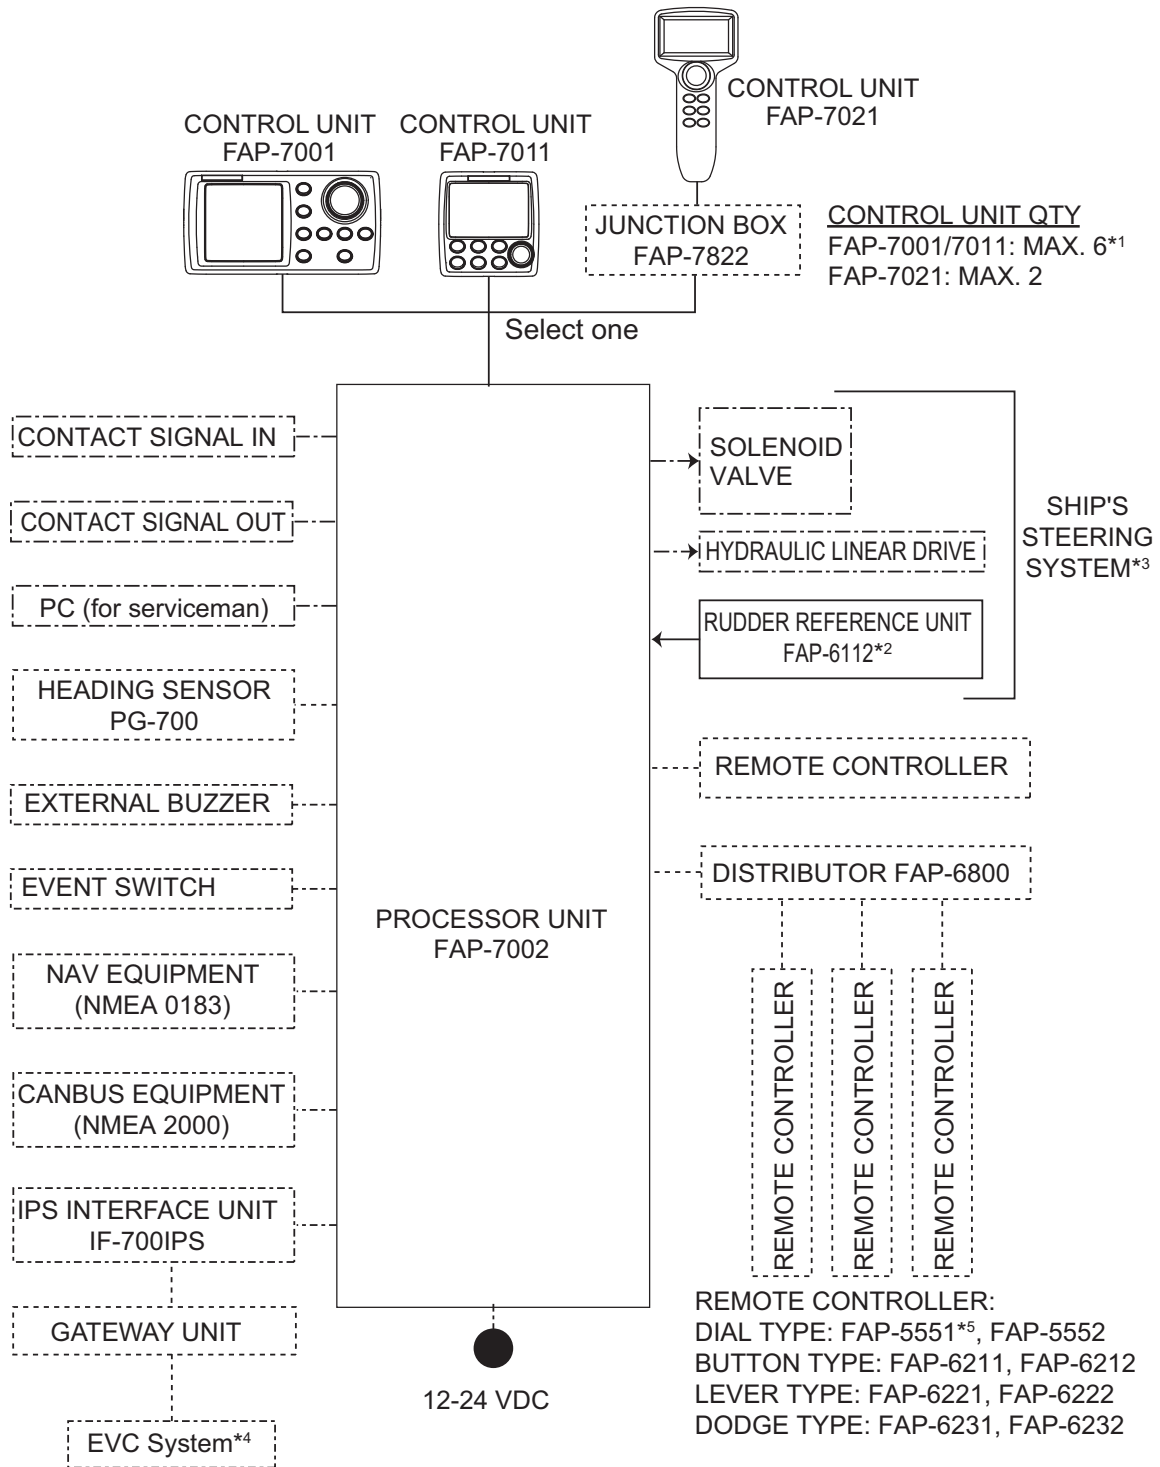 CONTROL UNIT
FAP-7001
CONTROL UNIT
FAP-7011
CONTROL UNIT
FAP-7021
JUNCTION BOX
FAP-7822
CONTROL UNIT QTY
FAP-7001/7011: MAX. 6*1
FAP-7021: MAX. 2
Select one
CONTACT SIGNAL IN
CONTACT SIGNAL OUT
PC (for serviceman)
HEADING SENSOR
PG-700
EXTERNAL BUZZER
EVENT SWITCH
NAV EQUIPMENT
(NMEA 0183)
CANBUS EQUIPMENT
(NMEA 2000)
IPS INTERFACE UNIT
IF-700IPS
GATEWAY UNIT
EVC System*4
PROCESSOR UNIT
FAP-7002
12-24 VDC
SOLENOID
VALVE
HYDRAULIC LINEAR DRIVE
RUDDER REFERENCE UNIT
FAP-6112*2
SHIP'S
STEERING
SYSTEM*3
REMOTE CONTROLLER
DISTRIBUTOR FAP-6800
REMOTE CONTROLLER
REMOTE CONTROLLER
REMOTE CONTROLLER
REMOTE CONTROLLER:
DIAL TYPE: FAP-5551*5, FAP-5552
BUTTON TYPE: FAP-6211, FAP-6212
LEVER TYPE: FAP-6221, FAP-6222
DODGE TYPE: FAP-6231, FAP-6232